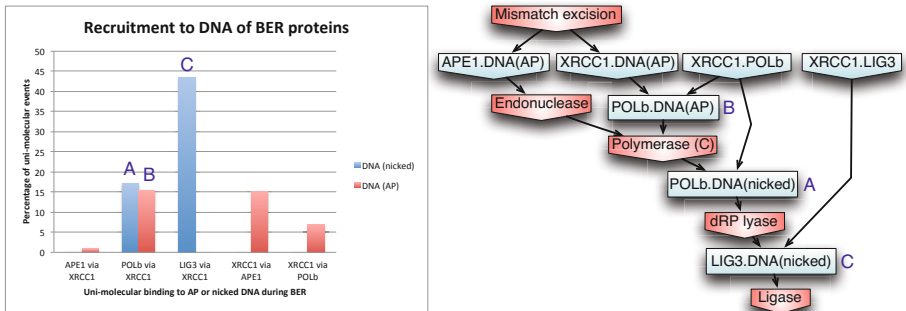 Recruitment to DNA of BER proteins
Percentage of uni-molecular events
50
45
40
35
30
25
20
15
10
5
0
A
B
C
APE1 via XRCC1
POLb via XRCC1
LIG3 via XRCC1
XRCC1 via APE1
XRCC1 via POLb
Uni-molecular binding to AP or nicked DNA during BER
DNA (nicked)
DNA (AP)
Mismatch excision
APE1.DNA(AP)
XRCC1.DNA(AP)
XRCC1.POLb
XRCC1.LIG3
Endonuclease
POLb.DNA(AP)
B
Polymerase (C)
POLb.DNA(nicked)
A
dRP lyase
LIG3.DNA(nicked)
C
Ligase